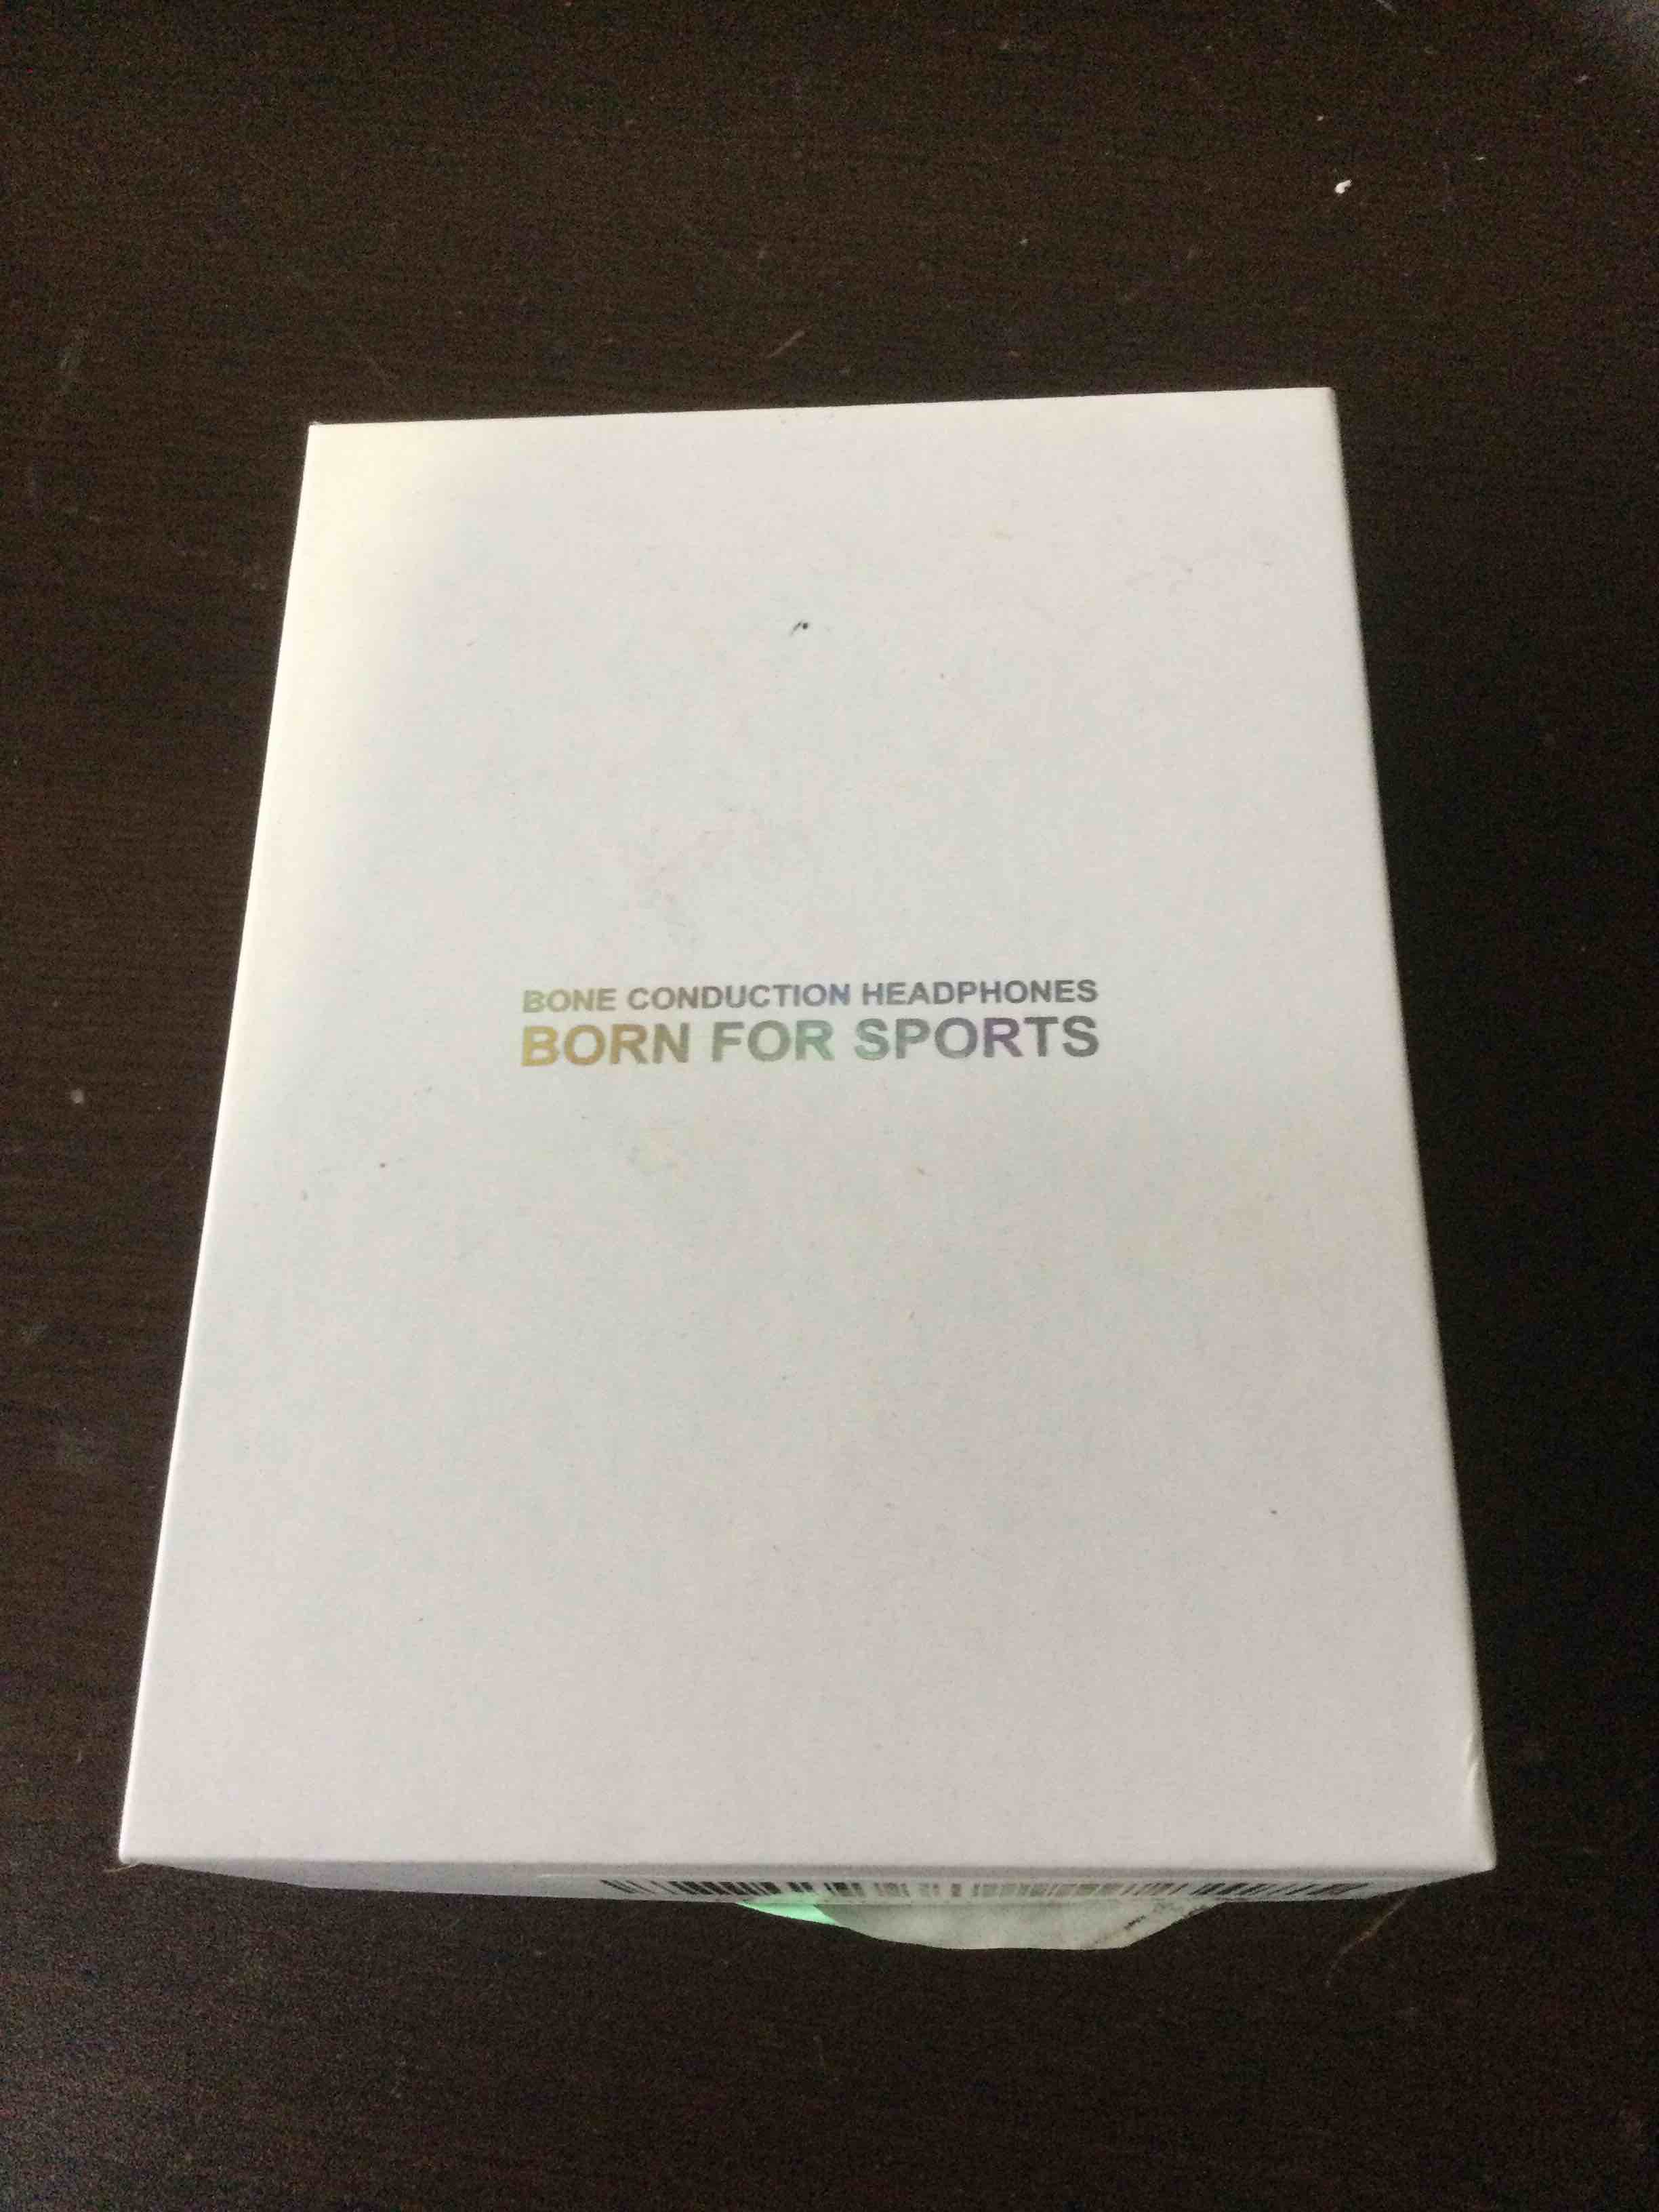 BONE CONDUCTION HEADPHONES
BORN FOR SPORTS